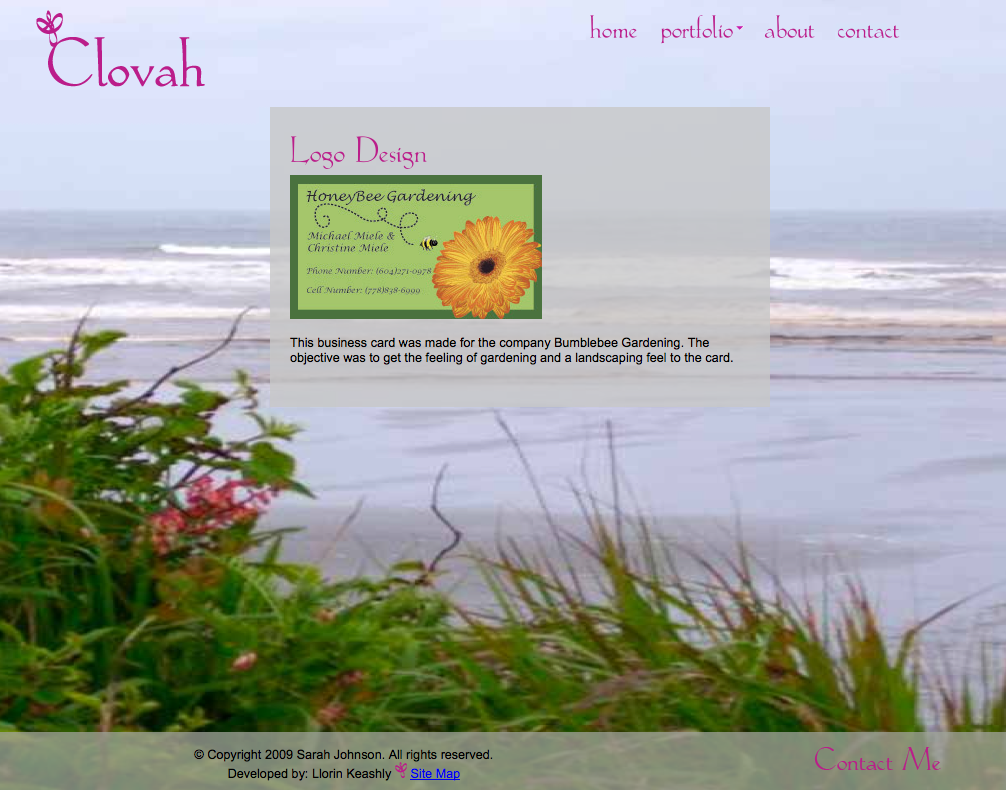 Clovah
home portfolio about contact
Logo Design
HoneyBee Gardening
Michael Miele &
Christine Miele
Phone Number: (604)271-0978
Cell Number: (778)838-6999
This business card was made for the company Bumblebee Gardening. The
objective was to get the feeling of gardening and a landscaping feel to the card.
© Copyright 2009 Sarah Johnson. All rights reserved.
Developed by: Llorin Keashly Site Map
Contact Me